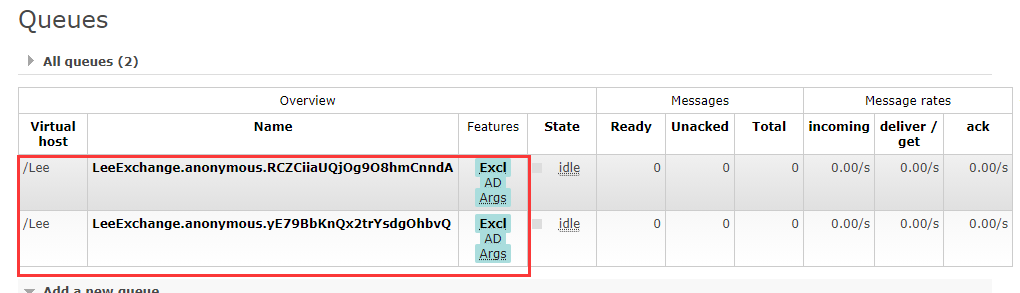 Queues
All queues (2)
Overview Messages Message rates
Virtual host Name Features State Ready Unacked Total incoming deliver / get ack
/Lee LeeExchange.anonymous.RCZCiiaUQjOg9O8hmCnndA Excl AD Args idle 0 0 0 0.00/s 0.00/s 0.00/s
/Lee LeeExchange.anonymous.yE79BbKnQx2trYsdgOhbvQ Excl AD Args idle 0 0 0 0.00/s 0.00/s 0.00/s
Add a new queue